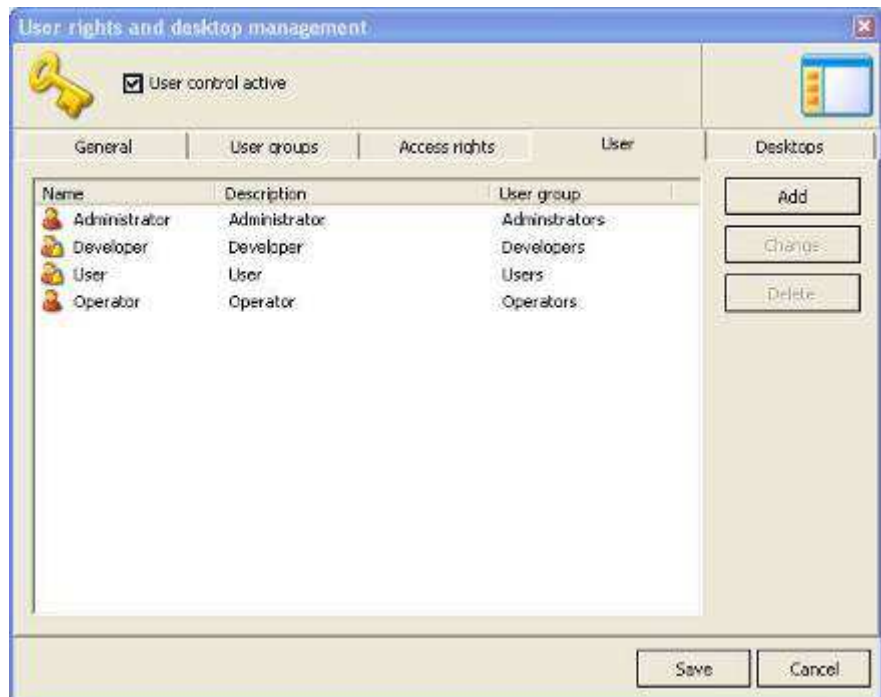 User rights and desktop management
User control active
General User groups Access rights User Desktops
Name Description User group
Administrator Administrator Adminstrators
Developer Developer Developers
User User Users
Operator Operator Operators
Add
Change
Delete
Save Cancel